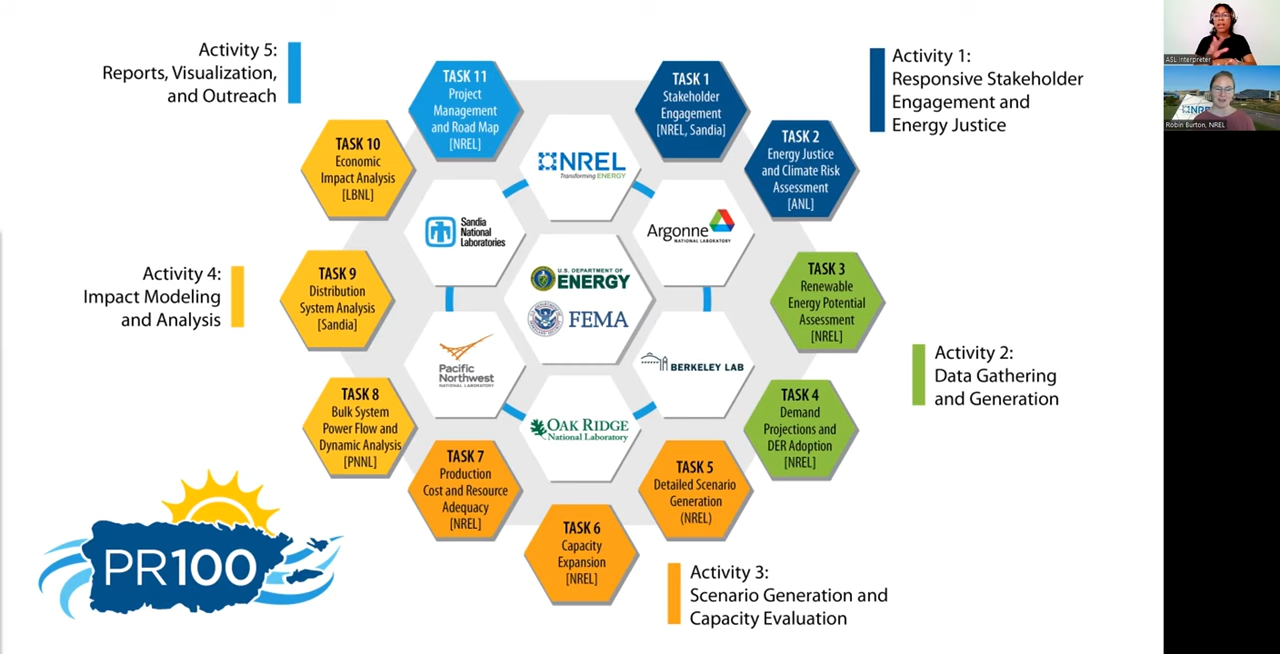 Activity 5:
Reports, Visualization,
and Outreach
TASK 11
Project
Management
and Road Map
[NREL]
TASK 1
Stakeholder
Engagement
[NREL, Sandia]
Activity 1:
Responsive Stakeholder
Engagement and
Energy Justice
TASK 10
Economic
Impact Analysis
[LBNL]
NREL
Transforming ENERGY
TASK 2
Energy Justice
and Climate Risk
Assessment
[ANL]
Sandia
National
Laboratories
Argonne
NATIONAL LABORATORY
Activity 4:
Impact Modeling
and Analysis
TASK 9
Distribution
System Analysis
[Sandia]
U.S. DEPARTMENT OF
ENERGY
FEMA
TASK 3
Renewable
Energy Potential
Assessment
[NREL]
Pacific
Northwest
NATIONAL LABORATORY
BERKELEY LAB
Activity 2:
Data Gathering
and Generation
TASK 8
Bulk System
Power Flow and
Dynamic Analysis
[PNNL]
OAK RIDGE
National Laboratory
TASK 4
Demand
Projections and
DER Adoption
[NREL]
TASK 7
Production
Cost and Resource
Adequacy
[NREL]
TASK 5
Detailed Scenario
Generation
(NREL)
TASK 6
Capacity
Expansion
[NREL]
Activity 3:
Scenario Generation and
Capacity Evaluation
PR100
ASL Interpreter
NRE
Robin Burton, NREL